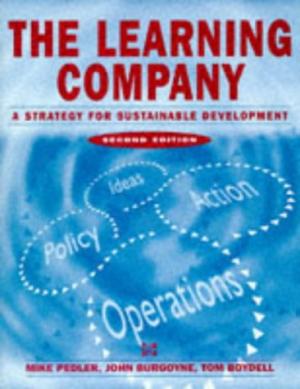 THE LEARNING
COMPANY
A STRATEGY FOR SUSTAINABLE DEVELOPMENT
SECOND EDITION
Ideas
Action
Policy
Operations
MIKE PEDLER, JOHN BURGOYNE, TOM BOYDELL